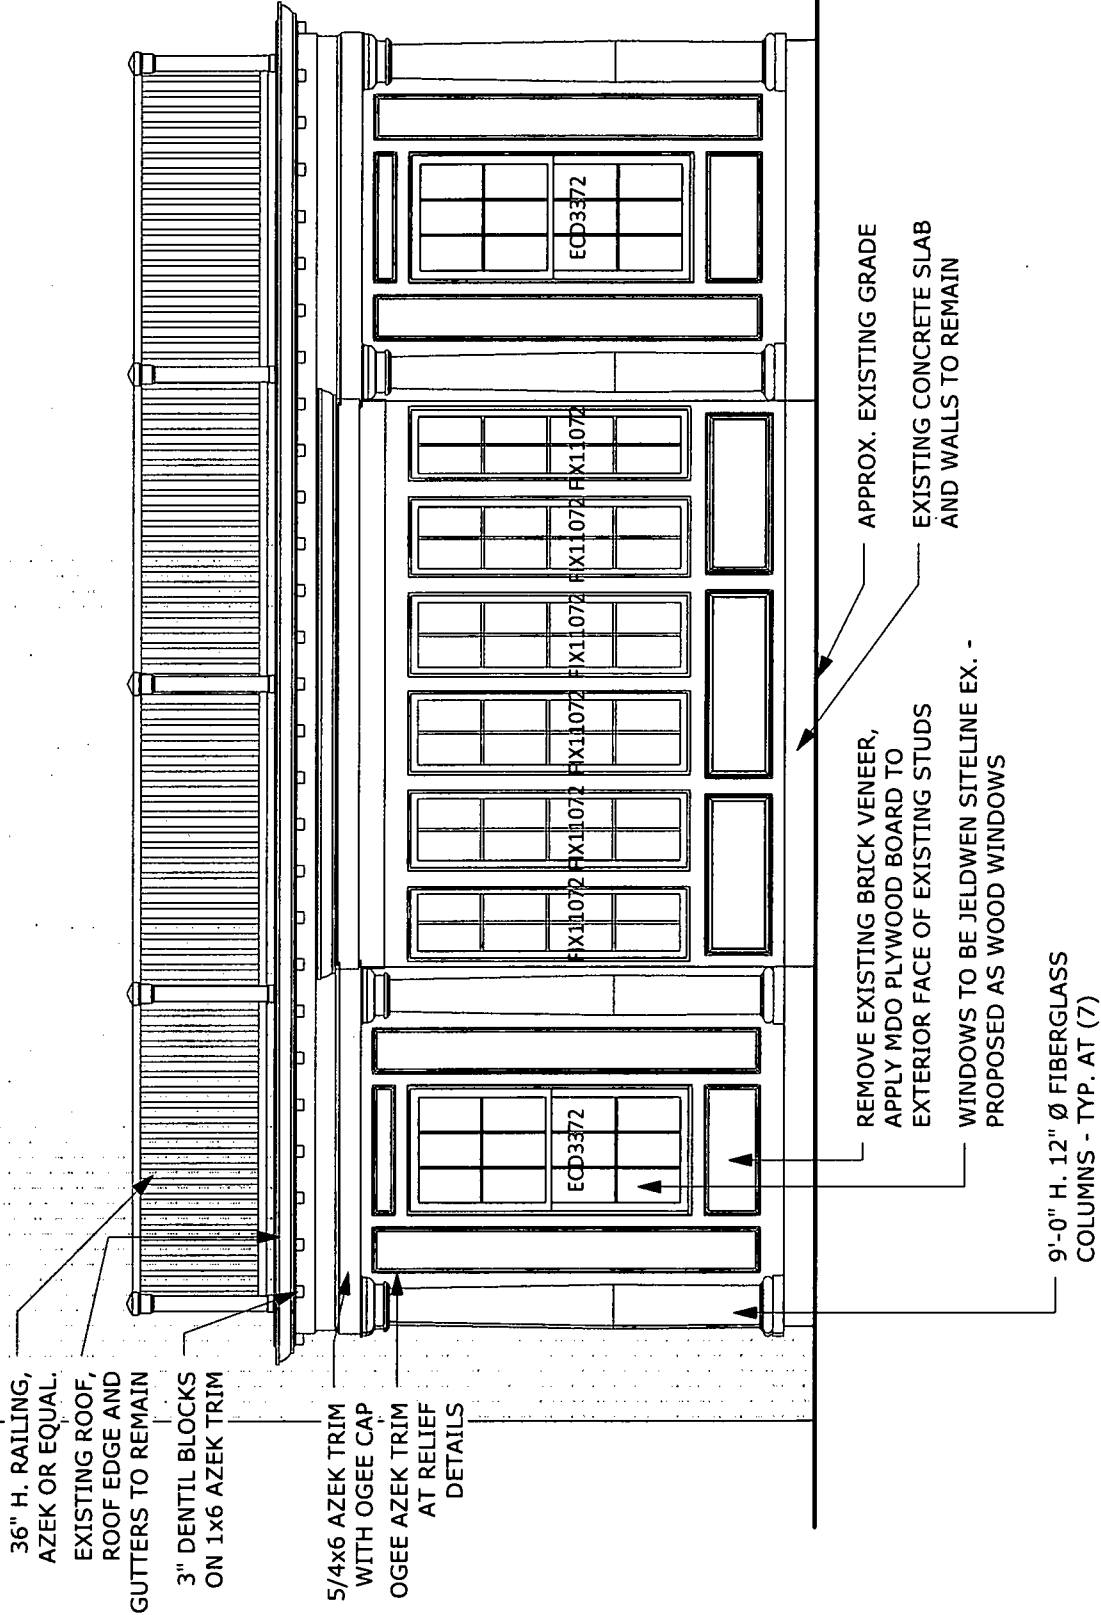 36" H. RAILING,
AZEK OR EQUAL.
EXISTING ROOF,
ROOF EDGE AND
GUTTERS TO REMAIN
3" DENTIL BLOCKS
ON 1x6 AZEK TRIM
5/4x6 AZEK TRIM
WITH OGEE CAP
OGEE AZEK TRIM
AT RELIEF
DETAILS
ECD3372
FIX11072
FIX11072
FIX11072
FIX11072
FIX11072
FIX11072
ECD3372
REMOVE EXISTING BRICK VENEER,
APPLY MDO PLYWOOD BOARD TO
EXTERIOR FACE OF EXISTING STUDS
WINDOWS TO BE JELDWEN SITELINE EX. -
PROPOSED AS WOOD WINDOWS
9'-0" H. 12" Ø FIBERGLASS
COLUMNS - TYP. AT (7)
APPROX. EXISTING GRADE
EXISTING CONCRETE SLAB
AND WALLS TO REMAIN